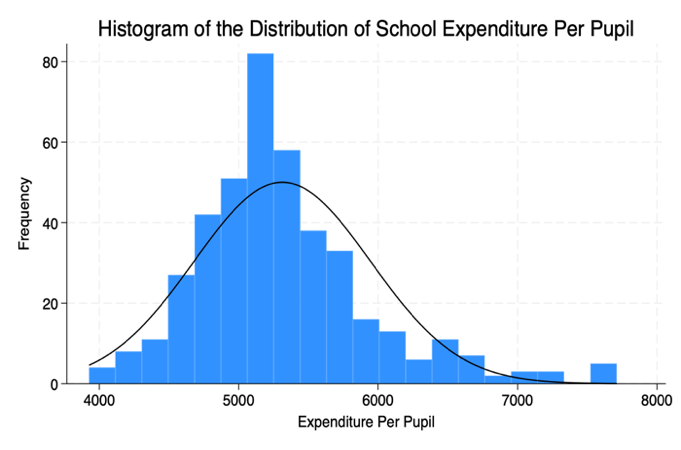 Histogram of the Distribution of School Expenditure Per Pupil
80
60
40
20
0
Frequency
4000 5000 6000 7000 8000
Expenditure Per Pupil